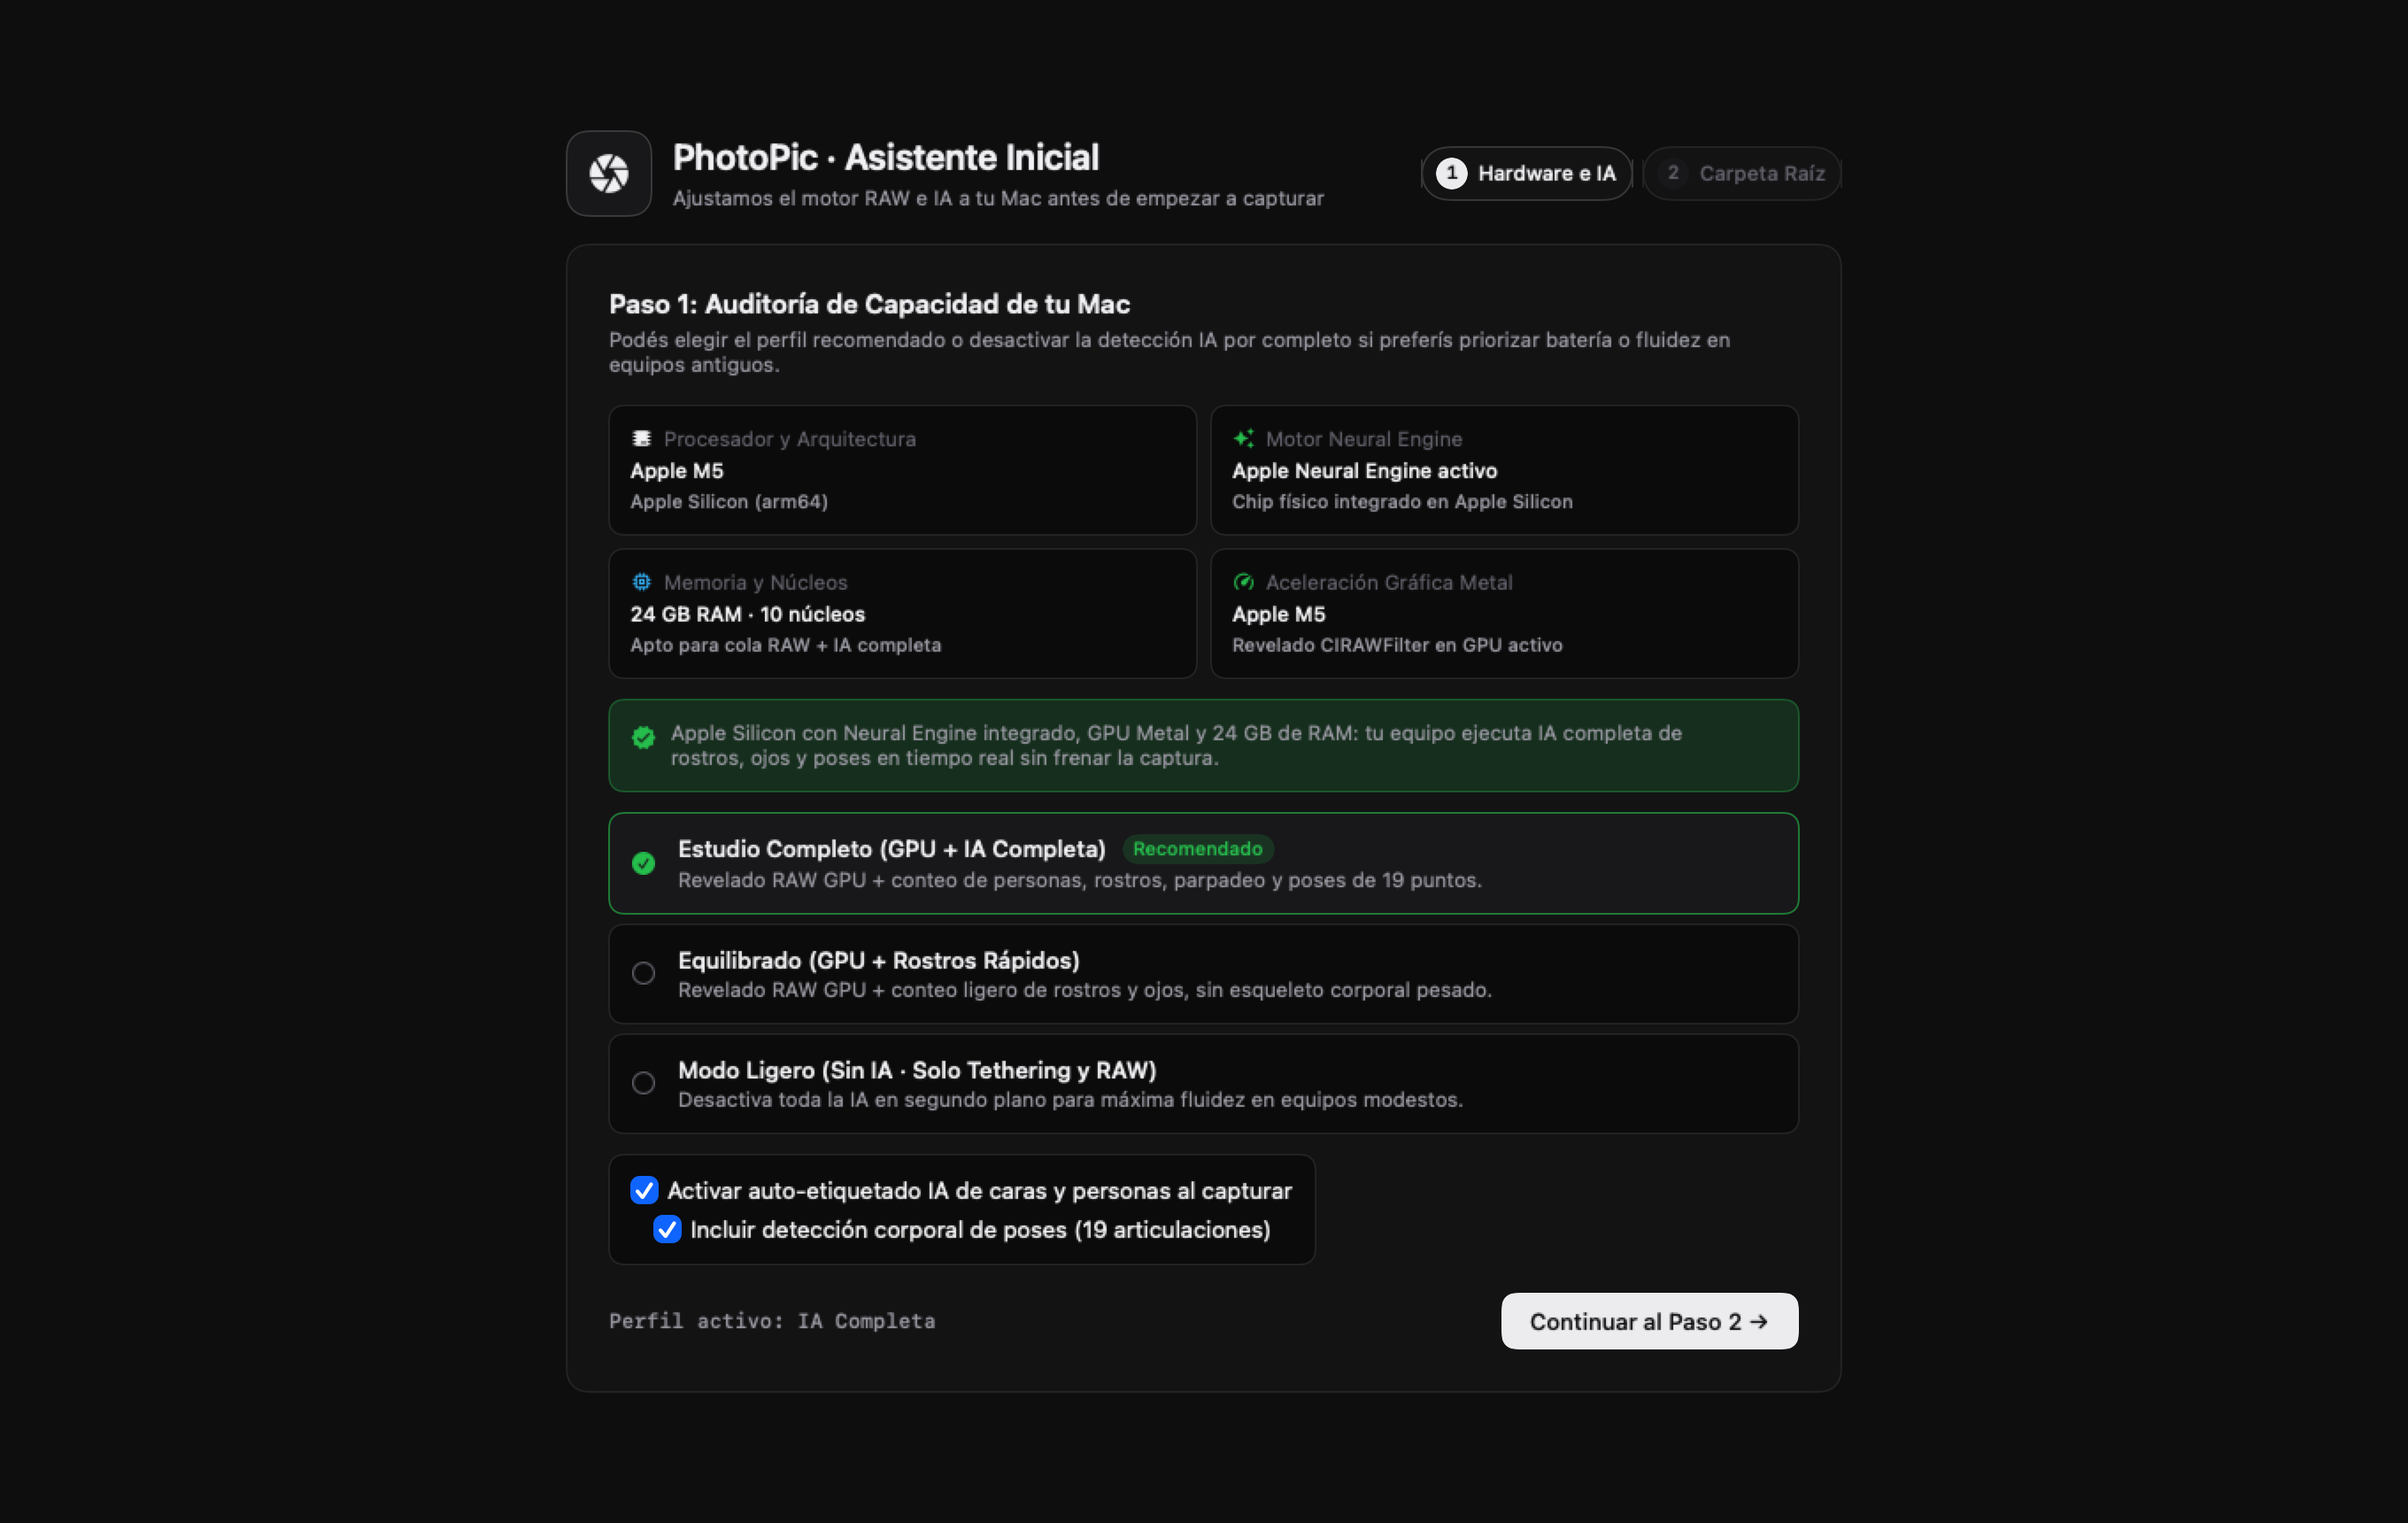 PhotoPic · Asistente Inicial
Ajustamos el motor RAW e IA a tu Mac antes de empezar a capturar
1 Hardware e IA
2 Carpeta Raíz
Paso 1: Auditoría de Capacidad de tu Mac
Podés elegir el perfil recomendado o desactivar la detección IA por completo si preferís priorizar batería o fluidez en
equipos antiguos.
Procesador y Arquitectura
Apple M5
Apple Silicon (arm64)
Motor Neural Engine
Apple Neural Engine activo
Chip físico integrado en Apple Silicon
Memoria y Núcleos
24 GB RAM · 10 núcleos
Apto para cola RAW + IA completa
Aceleración Gráfica Metal
Apple M5
Revelado CIRAWFilter en GPU activo
Apple Silicon con Neural Engine integrado, GPU Metal y 24 GB de RAM: tu equipo ejecuta IA completa de
rostros, ojos y poses en tiempo real sin frenar la captura.
Estudio Completo (GPU + IA Completa) Recomendado
Revelado RAW GPU + conteo de personas, rostros, parpadeo y poses de 19 puntos.
Equilibrado (GPU + Rostros Rápidos)
Revelado RAW GPU + conteo ligero de rostros y ojos, sin esqueleto corporal pesado.
Modo Ligero (Sin IA · Solo Tethering y RAW)
Desactiva toda la IA en segundo plano para máxima fluidez en equipos modestos.
Activar auto-etiquetado IA de caras y personas al capturar
Incluir detección corporal de poses (19 articulaciones)
Perfil activo: IA Completa
Continuar al Paso 2 →